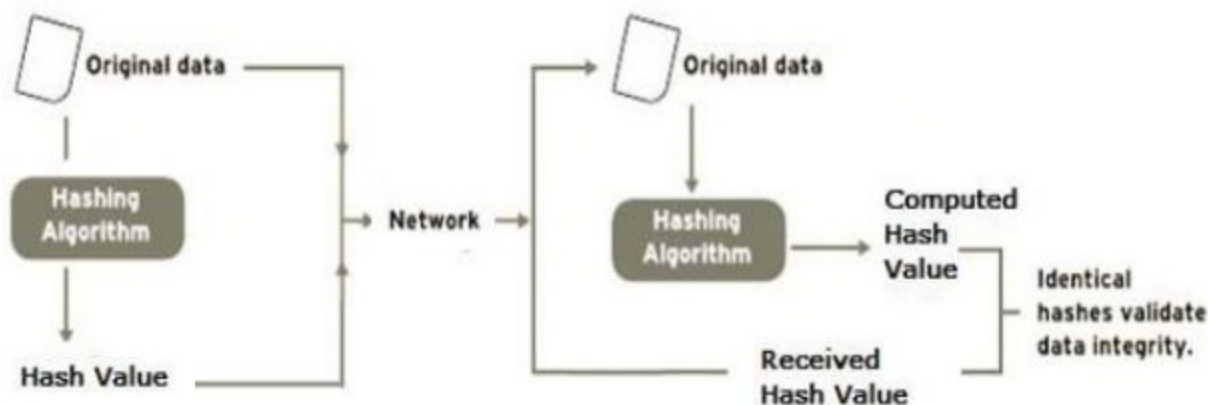 Original data
Hashing
Algorithm
Hash Value
Network
Original data
Hashing
Algorithm
Computed
Hash
Value
Received
Hash Value
Identical
hashes validate
data integrity.